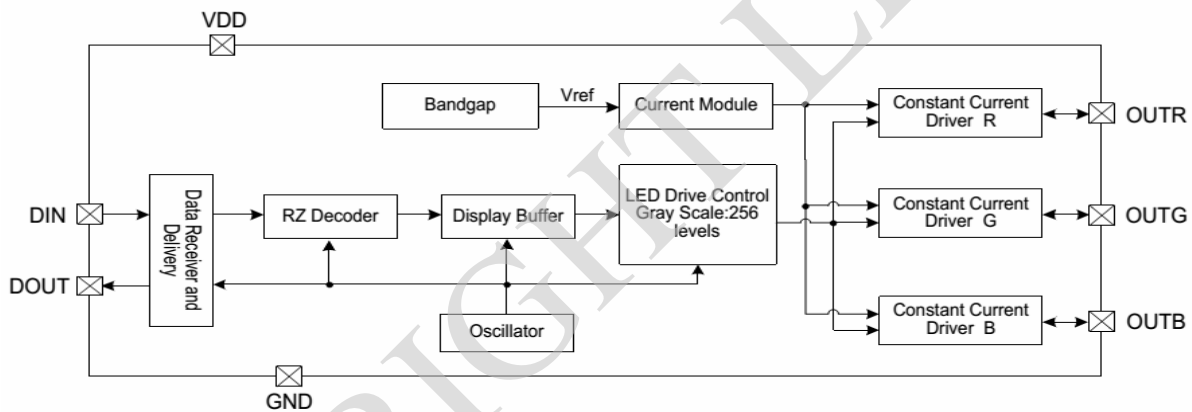 VDD
Bandgap
Vref
Current Module
Constant Current
Driver R
OUTR
DIN
Data Receiver and
Delivery
RZ Decoder
Display Buffer
LED Drive Control
Gray Scale:256
levels
Constant Current
Driver G
OUTG
DOUT
Oscillator
Constant Current
Driver B
OUTB
GND